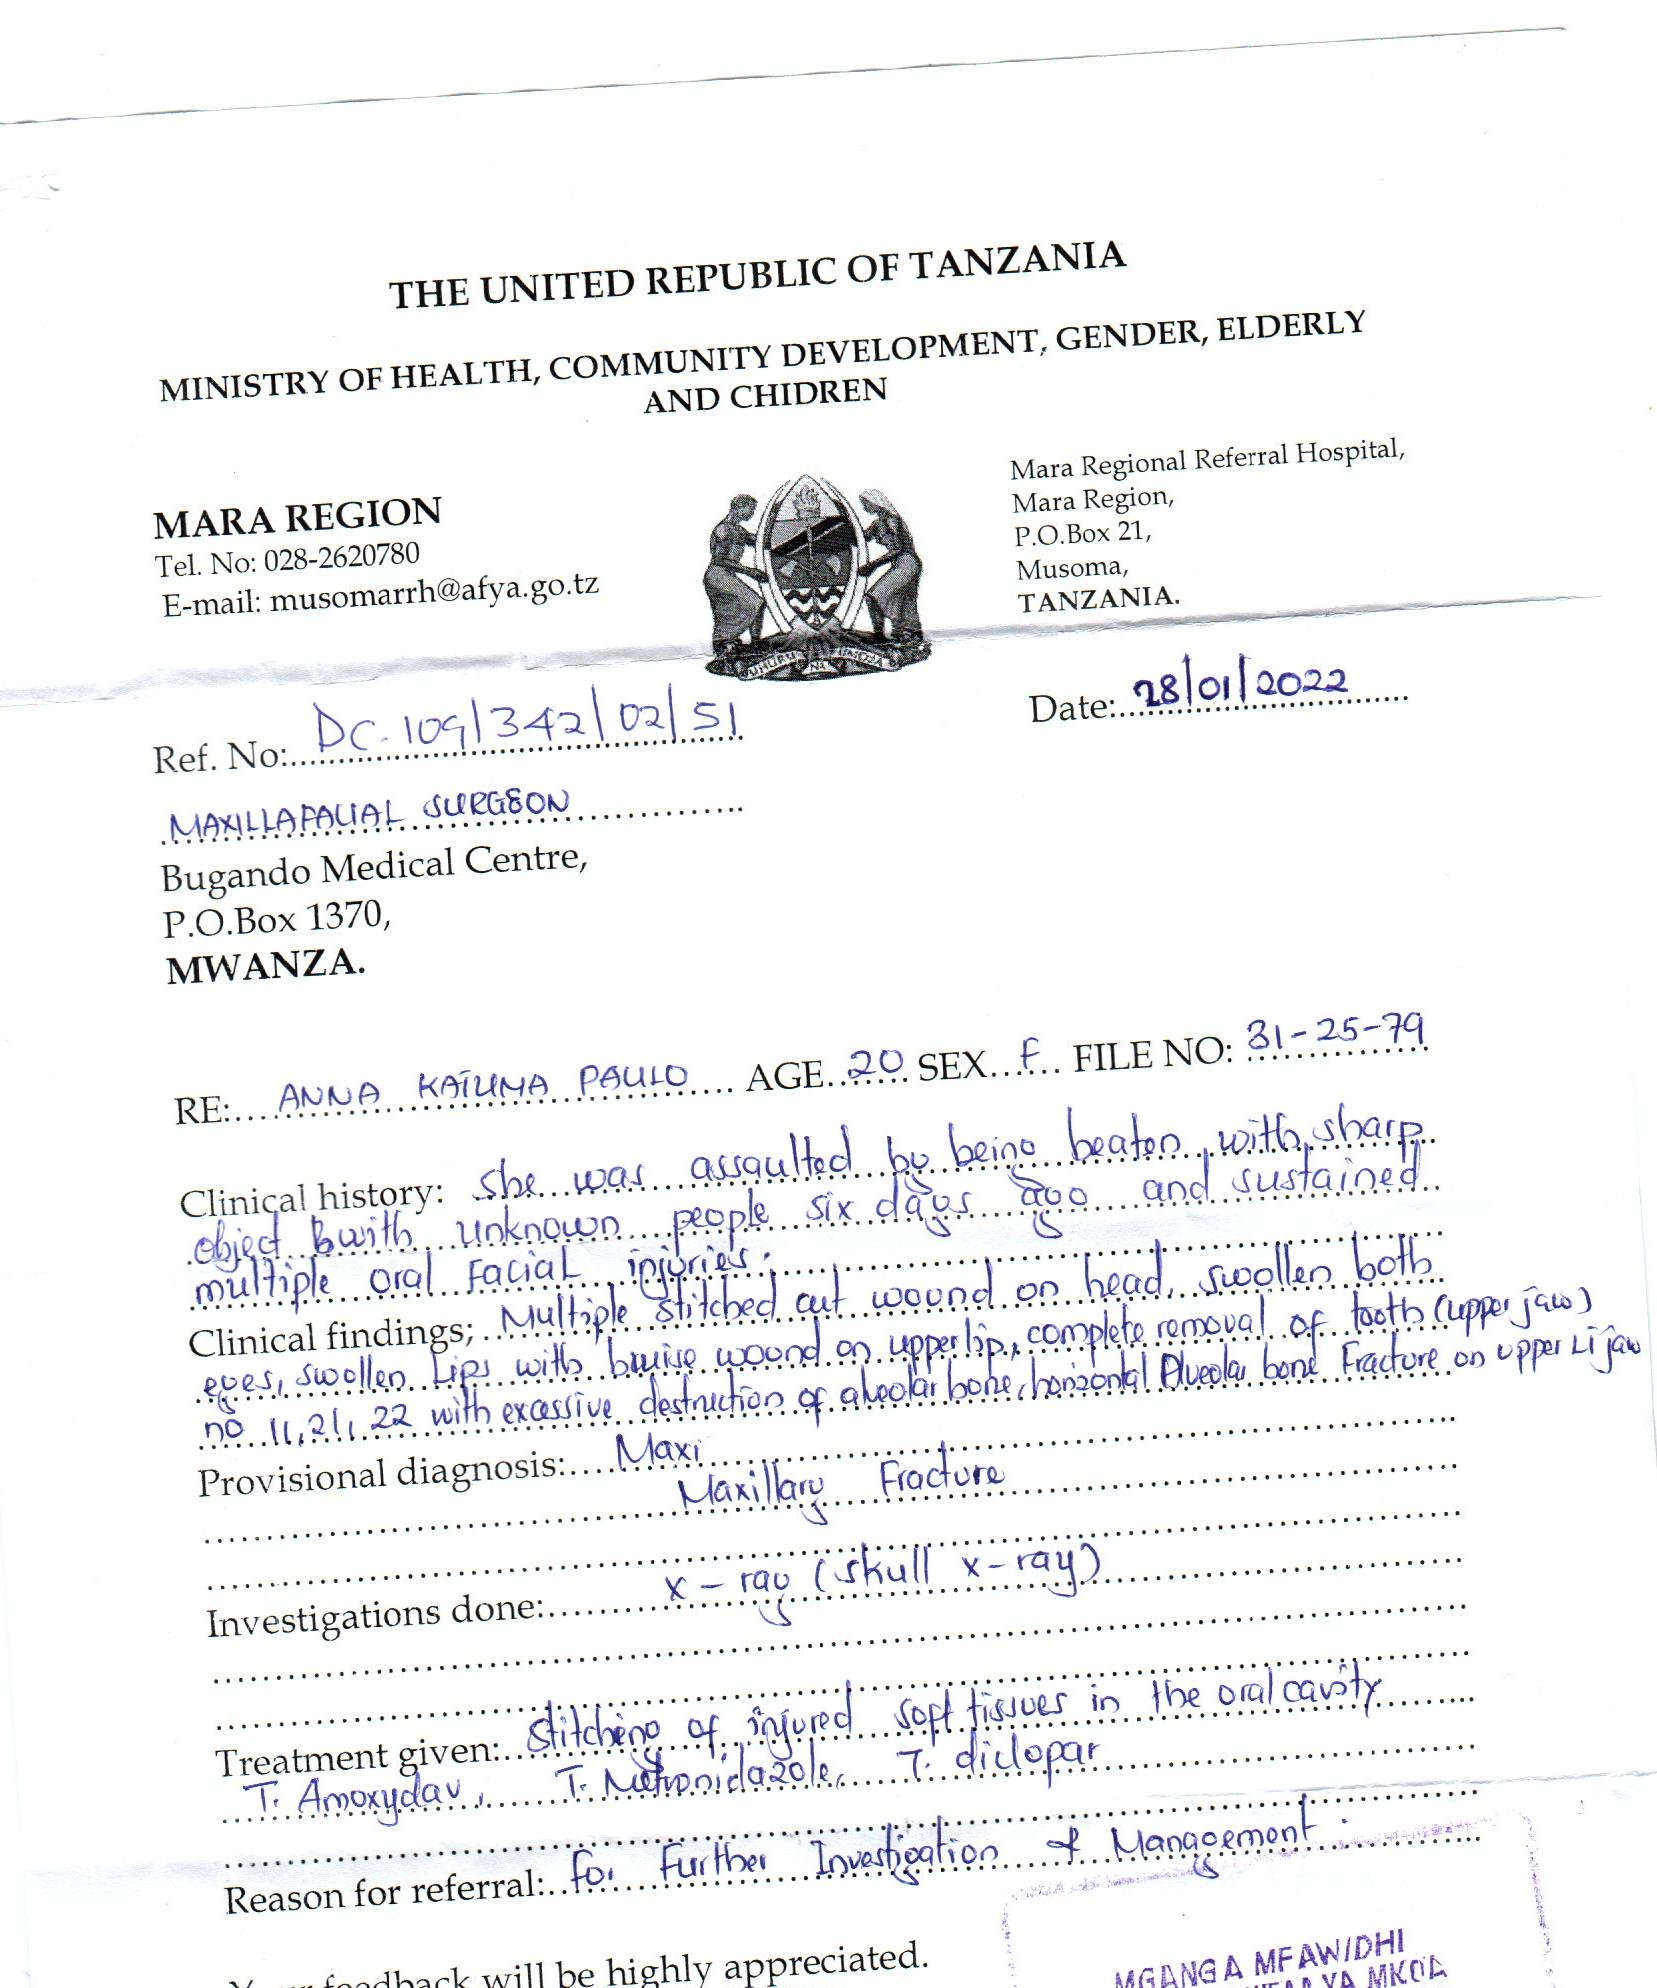 THE UNITED REPUBLIC OF TANZANIA
MINISTRY OF HEALTH, COMMUNITY DEVELOPMENT, GENDER, ELDERLY
AND CHIDREN
MARA REGION
Tel. No: 028-2620780
E-mail: musomarrh@afya.go.tz
Mara Regional Referral Hospital,
Mara Region,
P.O.Box 21,
Musoma,
TANZANIA.
UHURU NA UMOJA
Date: 28/01/2022
Ref. No: DC.109/342/02/51
MAXILLAFACIAL SURGEON
Bugando Medical Centre,
P.O.Box 1370,
MWANZA.
RE: ANNA PAULO AGE 20 SEX F FILE NO: 31-25-79
Clinical history: She was assaulted by being beaten with sharp
object with unknown people six days ago and sustained
multiple oral facial injuries.
Clinical findings; Multiple stitched cut wound on head, swollen both
eyes, swollen Lips with bruise wound on upper lip, complete removal of tooth (upper jaw)
no 11, 21, 22 with excessive destruction of alveolar bone, horizontal Alveolar bone Fracture on upper jaw
Provisional diagnosis: Maxi
Maxillary Fracture
Investigations done: x-ray (skull x-ray)
Treatment given: Stitching of injured soft tissues in the oral cavity
T. Amoxyclav, T. Metronidazole, T. diclopar
Reason for referral: for Further Investigation & Management.
Your feedback will be highly appreciated.
MGANGA MFAWIDHI
YA MKOA